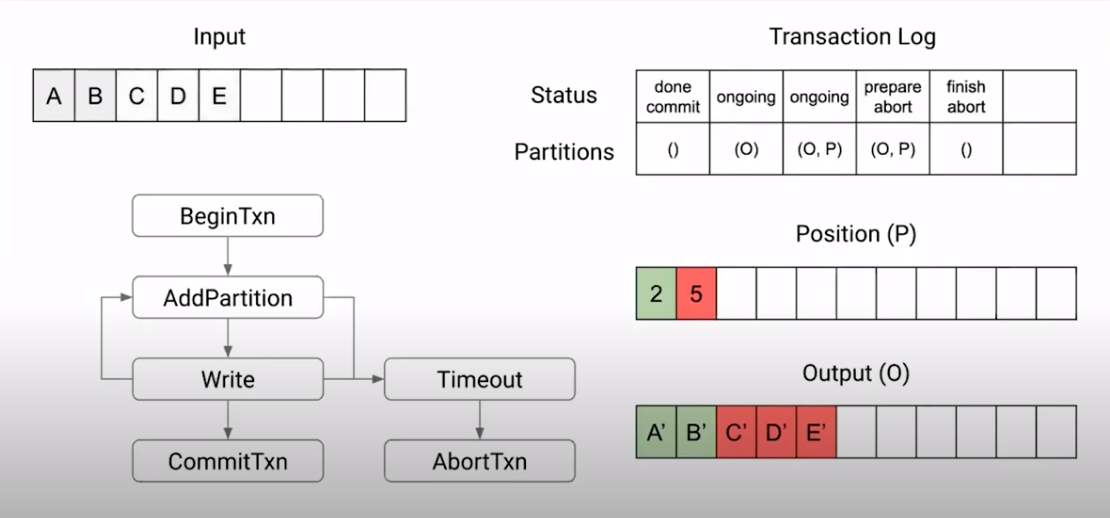 Input
A B C D E
Transaction Log
Status
done commit
ongoing
ongoing
prepare abort
finish abort
Partitions
()
(O)
(O, P)
(O, P)
()
BeginTxn
AddPartition
Write
CommitTxn
Timeout
AbortTxn
Position (P)
2 5
Output (O)
A' B' C' D' E'